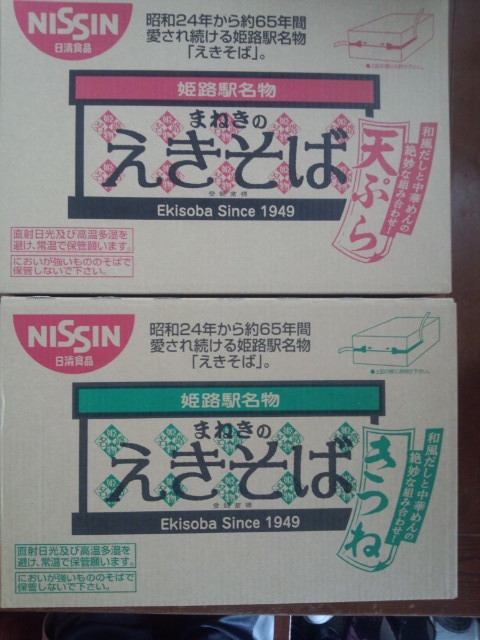 NISSIN
日清食品
昭和24年から約65年間
愛され続ける姫路駅名物
「えきそば」。
姫路駅名物
まねきの
えきそば
登録商標
Ekisoba Since 1949
和風だしと中華めんの
絶妙な組み合わせ!
天ぷら
直射日光及び高温多湿を
避け、常温で保管願います。
においが強いもののそばで
保管しないで下さい。
NISSIN
日清食品
昭和24年から約65年間
愛され続ける姫路駅名物
「えきそば」。
姫路駅名物
まねきの
えきそば
登録商標
Ekisoba Since 1949
和風だしと中華めんの
絶妙な組み合わせ!
きつね
直射日光及び高温多湿を
避け、常温で保管願います。
においが強いもののそばで
保管しないで下さい。